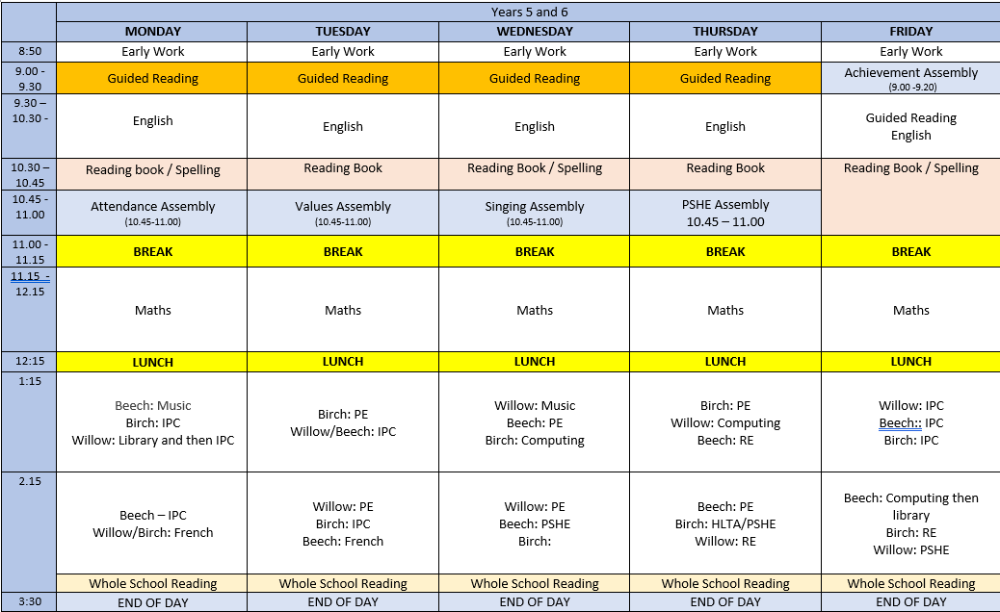 Years 5 and 6
MONDAY TUESDAY WEDNESDAY THURSDAY FRIDAY
8:50 Early Work Early Work Early Work Early Work Early Work
9.00 -
9.30
Guided Reading Guided Reading Guided Reading Guided Reading
Achievement Assembly
(9.00 -9.20)
9.30 –
10.30 -
English
English
English
English
Guided Reading
English
10.30 –
10.45
Reading book / Spelling
Reading Book
Reading Book / Spelling
Reading Book
Reading Book / Spelling
10.45 -
11.00
Attendance Assembly
(10.45-11.00)
Values Assembly
(10.45-11.00)
Singing Assembly
(10.45-11.00)
PSHE Assembly
10.45 – 11.00
11.00 -
11.15
BREAK BREAK BREAK BREAK BREAK
11.15 -
12.15
Maths Maths Maths Maths Maths
12:15 LUNCH LUNCH LUNCH LUNCH LUNCH
1:15
Beech: Music
Birch: IPC
Willow: Library and then IPC
Birch: PE
Willow/Beech: IPC
Willow: Music
Beech: PE
Birch: Computing
Birch: PE
Willow: Computing
Beech: RE
Willow: IPC
Beech:: IPC
Birch: IPC
2.15
Beech – IPC
Willow/Birch: French
Willow: PE
Birch: IPC
Beech: French
Willow: PE
Beech: PSHE
Birch:
Beech: PE
Birch: HLTA/PSHE
Willow: RE
Beech: Computing then
library
Birch: RE
Willow: PSHE
Whole School Reading Whole School Reading Whole School Reading Whole School Reading Whole School Reading
3:30 END OF DAY END OF DAY END OF DAY END OF DAY END OF DAY